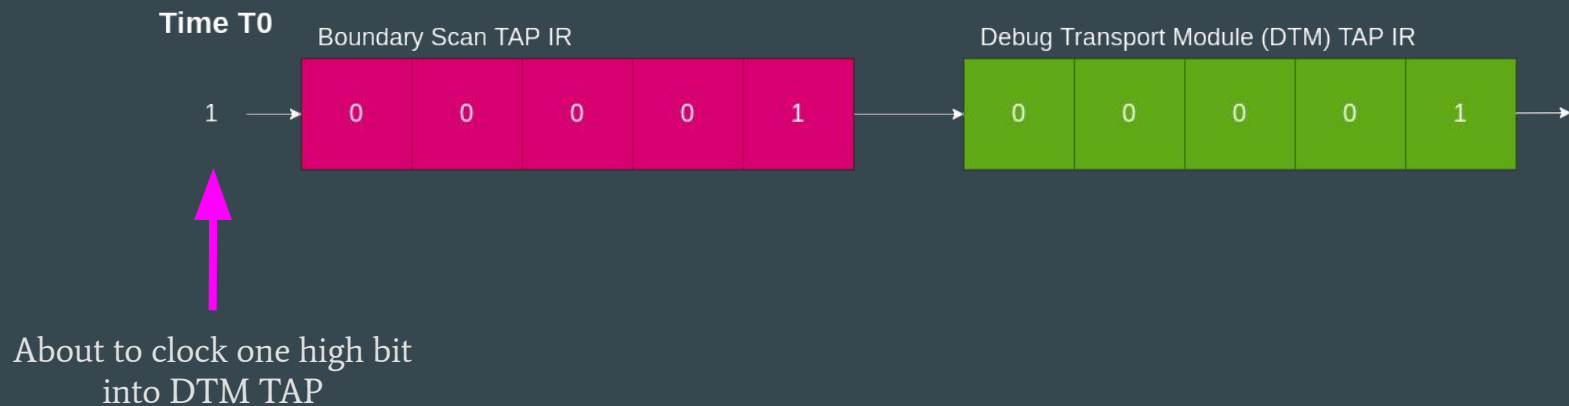 Time T0
Boundary Scan TAP IR
Debug Transport Module (DTM) TAP IR
1 0 0 0 0 1 0 0 0 0 1
About to clock one high bit
into DTM TAP